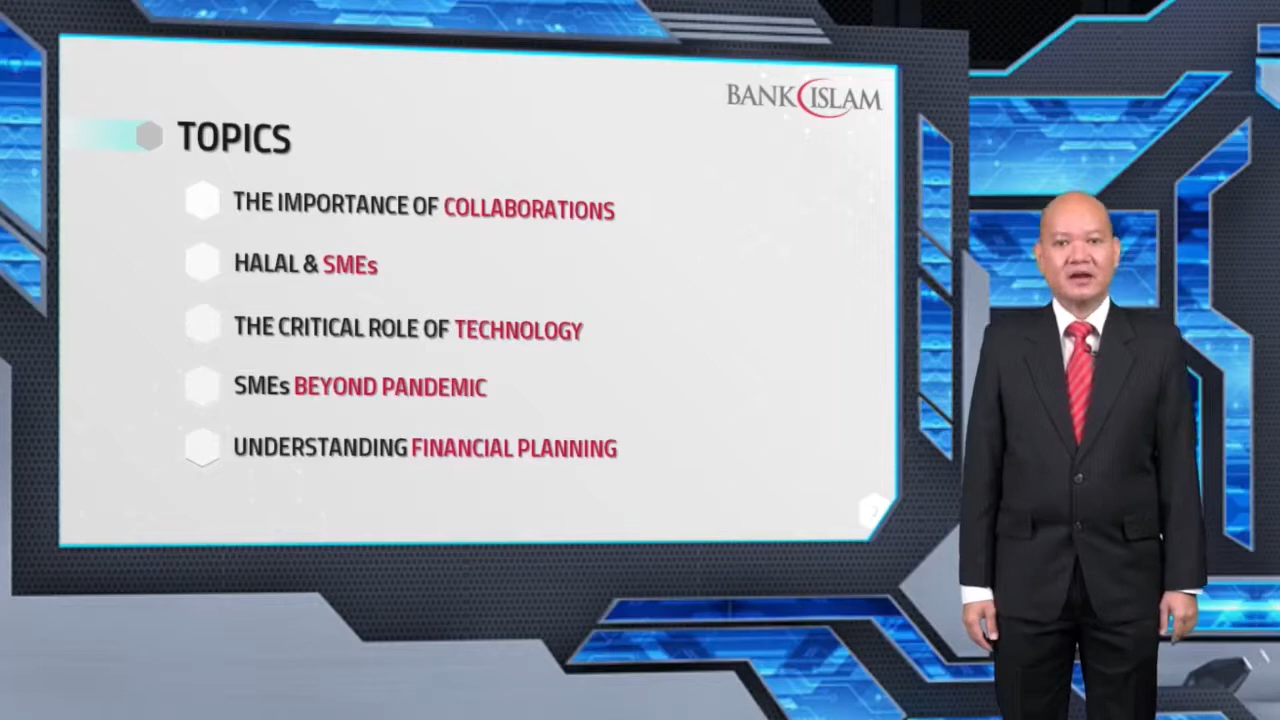 BANK ISLAM
TOPICS
THE IMPORTANCE OF COLLABORATIONS
HALAL & SMEs
THE CRITICAL ROLE OF TECHNOLOGY
SMEs BEYOND PANDEMIC
UNDERSTANDING FINANCIAL PLANNING
2